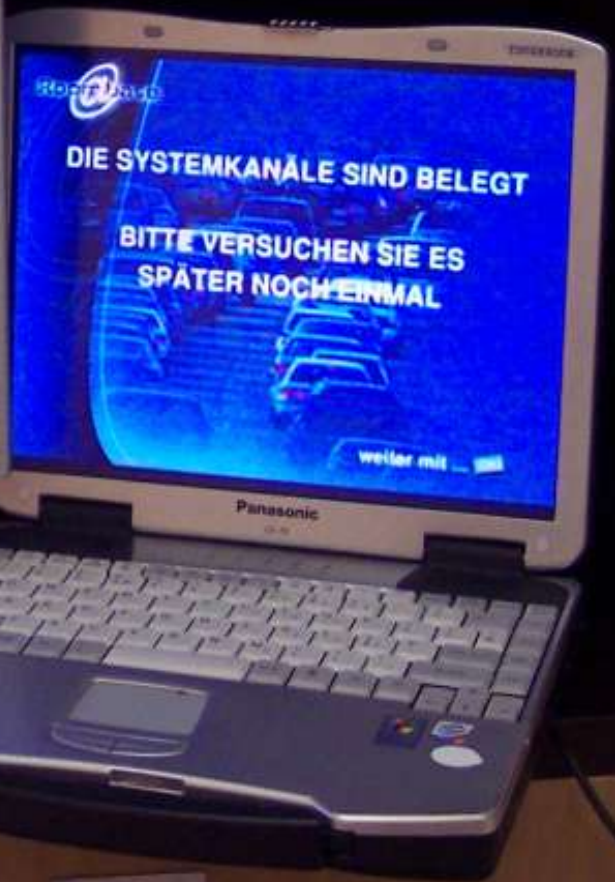 DIE SYSTEMKANÄLE SIND BELEGT
BITTE VERSUCHEN SIE ES
SPÄTER NOCH EINMAL
weiter mit ...
Panasonic